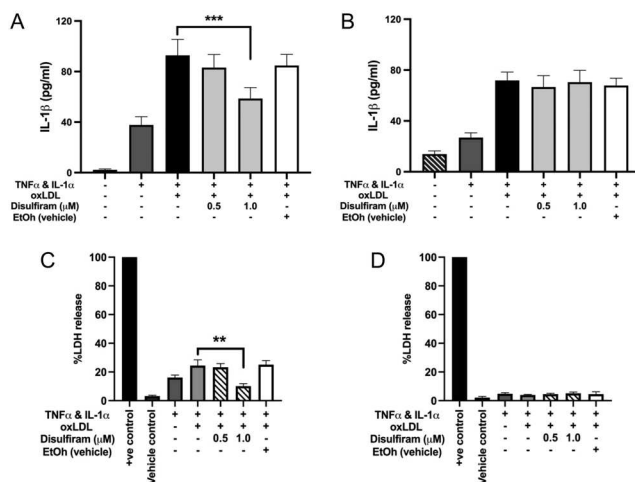 A
***
IL-1β (pg/ml)
120
80
40
0
TNFα & IL-1α - + + + + +
oxLDL - - + + + +
Disulfiram (μM) - - - 0.5 1.0 -
EtOh (vehicle) - - - - - +
B
IL-1β (pg/ml)
120
80
40
0
TNFα & IL-1α - + + + + +
oxLDL - - + + + +
Disulfiram (μM) - - - 0.5 1.0 -
EtOh (vehicle) - - - - - +
C
**
%LDH release
100
80
60
40
20
0
TNFα & IL-1α + + + + +
oxLDL - + + + +
Disulfiram (μM) - - 0.5 1.0 -
EtOh (vehicle) - - - - +
+ve control
Vehicle control
D
%LDH release
100
80
60
40
20
0
TNFα & IL-1α + + + + +
oxLDL - + + + +
Disulfiram (μM) - - 0.5 1.0 -
EtOh (vehicle) - - - - +
+ve control
Vehicle control